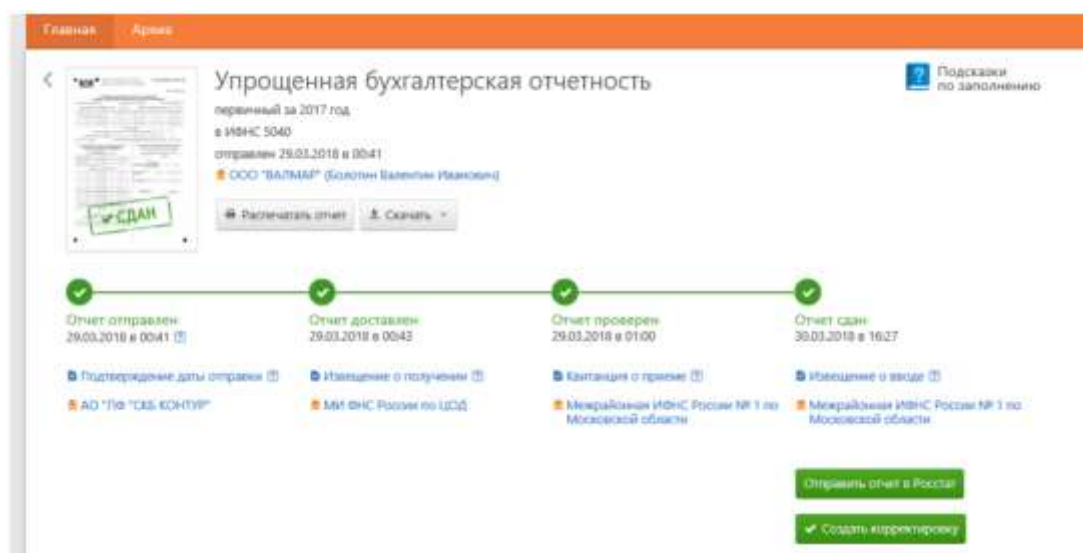 Главная
Архив
Упрощенная бухгалтерская отчетность
первичный за 2017 год
в ИФНС 5040
отправлен 29.03.2018 в 00:41
ООО "ВАЛМАР" (Болотин Валентин Иванович)
Распечатать отчет
Скачать
Подсказки
по заполнению
СДАН
Отчет отправлен
29.03.2018 в 00:41
Подтверждение даты отправки
АО "ПФ "СКБ КОНТУР"
Отчет доставлен
29.03.2018 в 00:43
Извещение о получении
МИ ФНС России по ЦОД
Отчет проверен
29.03.2018 в 01:00
Квитанция о приеме
Межрайонная ИФНС России № 1 по
Московской области
Отчет сдан
30.03.2018 в 16:27
Извещение о вводе
Межрайонная ИФНС России № 1 по
Московской области
Отправить отчет в Росстат
Создать корректировку